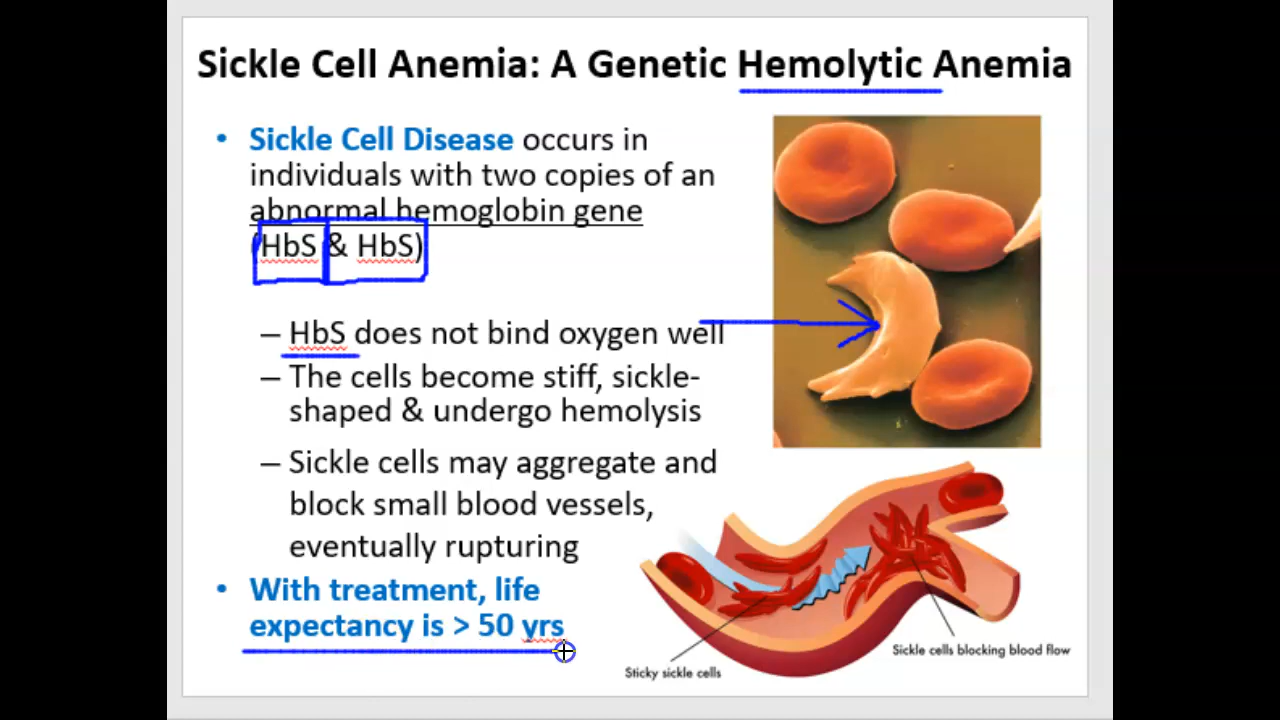 Sickle Cell Anemia: A Genetic Hemolytic Anemia
• Sickle Cell Disease occurs in
individuals with two copies of an
abnormal hemoglobin gene
(HbS & HbS)
– HbS does not bind oxygen well
– The cells become stiff, sickle-
shaped & undergo hemolysis
– Sickle cells may aggregate and
block small blood vessels,
eventually rupturing
• With treatment, life
expectancy is > 50 yrs
Sickle cells blocking blood flow
Sticky sickle cells